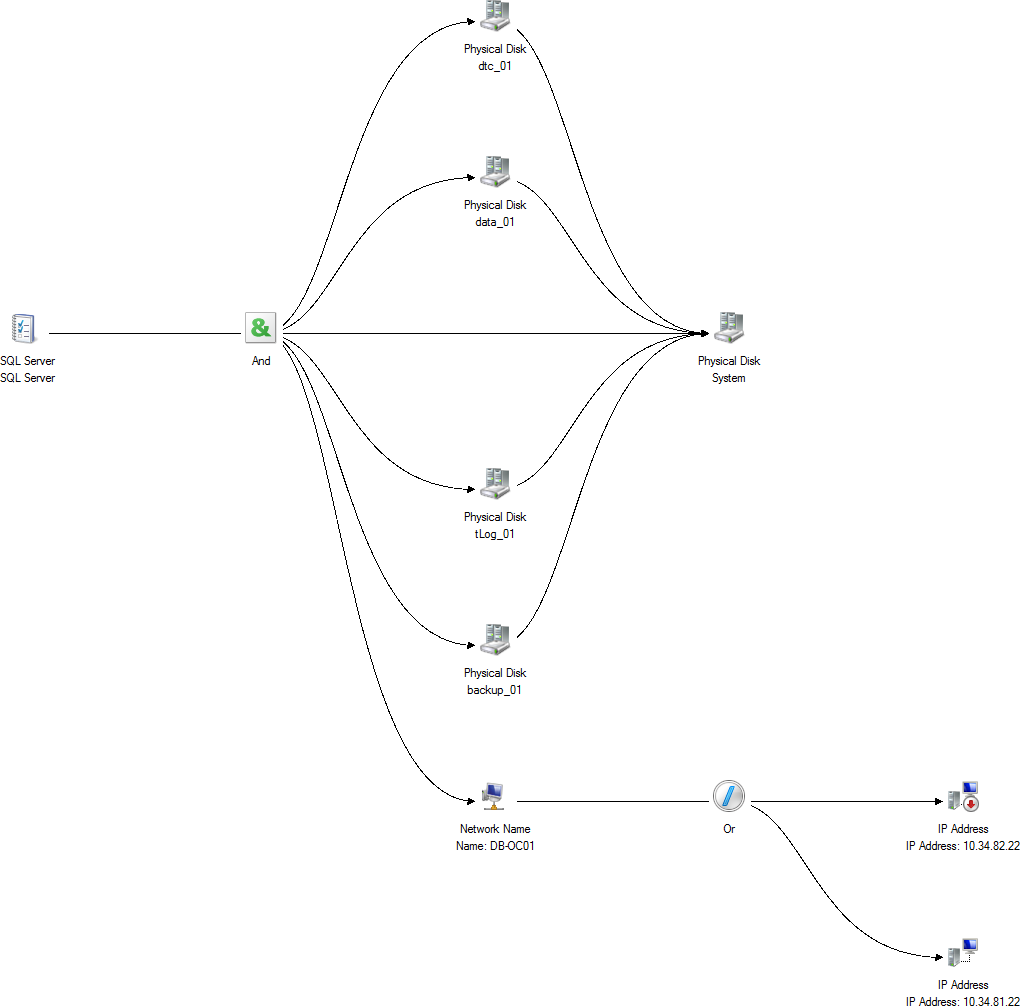 Physical Disk
dtc_01
Physical Disk
data_01
SQL Server
SQL Server
&
And
Physical Disk
System
Physical Disk
tLog_01
Physical Disk
backup_01
Network Name
Name: DB-OC01
Or
IP Address
IP Address: 10.34.82.22
IP Address
IP Address: 10.34.81.22